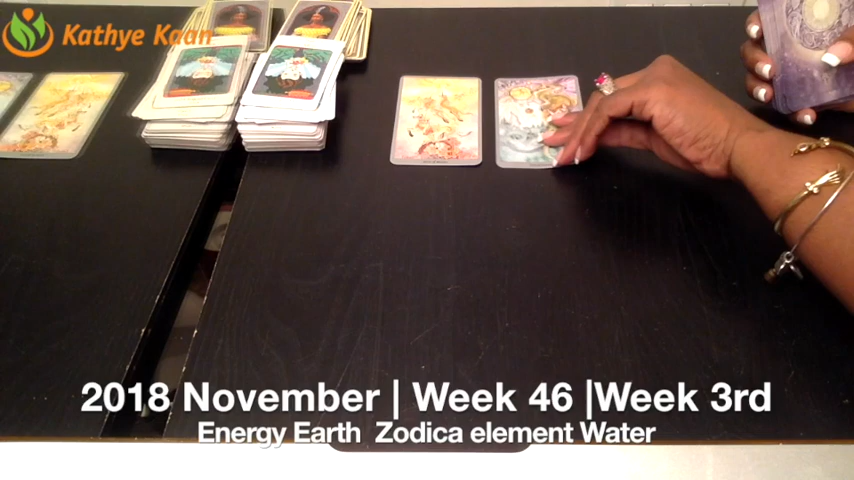 Kathye Kaan
2018 November | Week 46 |Week 3rd
Energy Earth  Zodica element Water